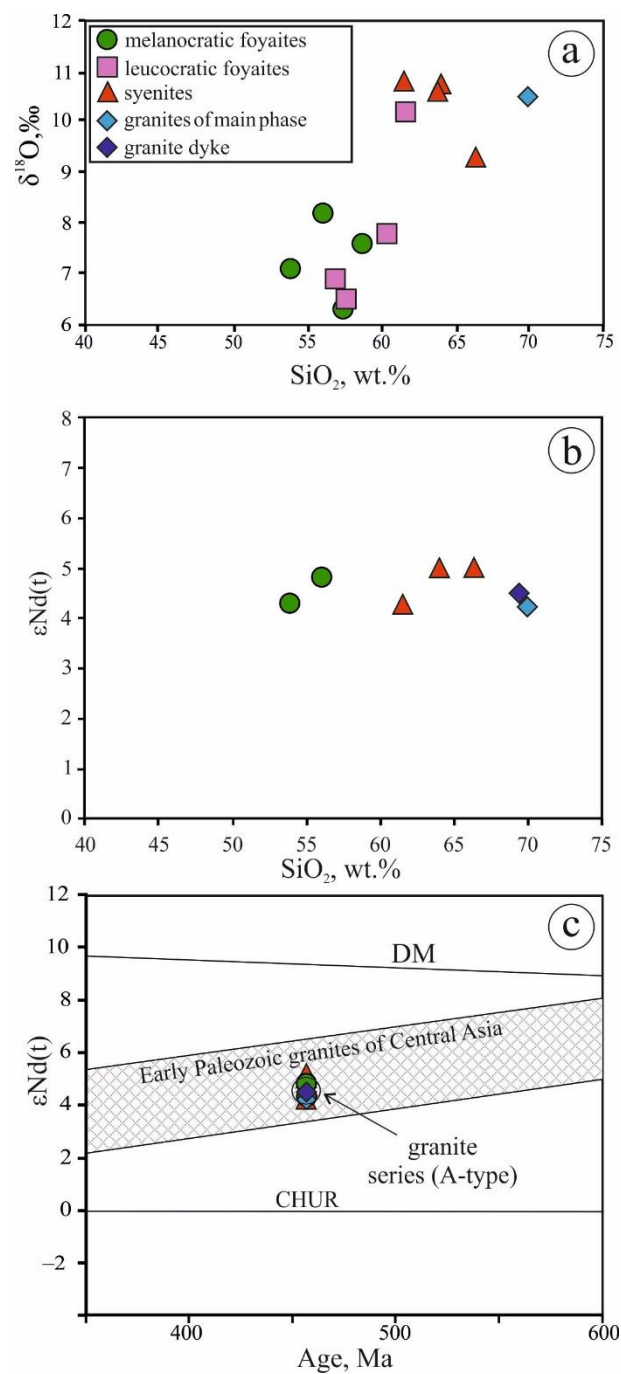 12
11
10
9
8
7
6
δ¹⁸O,‰
a
melanocratic foyaites
leucocratic foyaites
syenites
granites of main phase
granite dyke
40 45 50 55 60 65 70 75
SiO₂, wt.%
8
7
6
5
4
3
2
1
0
εNd(t)
b
40 45 50 55 60 65 70 75
SiO₂, wt.%
12
10
8
6
4
2
0
–2
εNd(t)
c
DM
Early Paleozoic granites of Central Asia
granite
series (A-type)
CHUR
400 500 600
Age, Ma